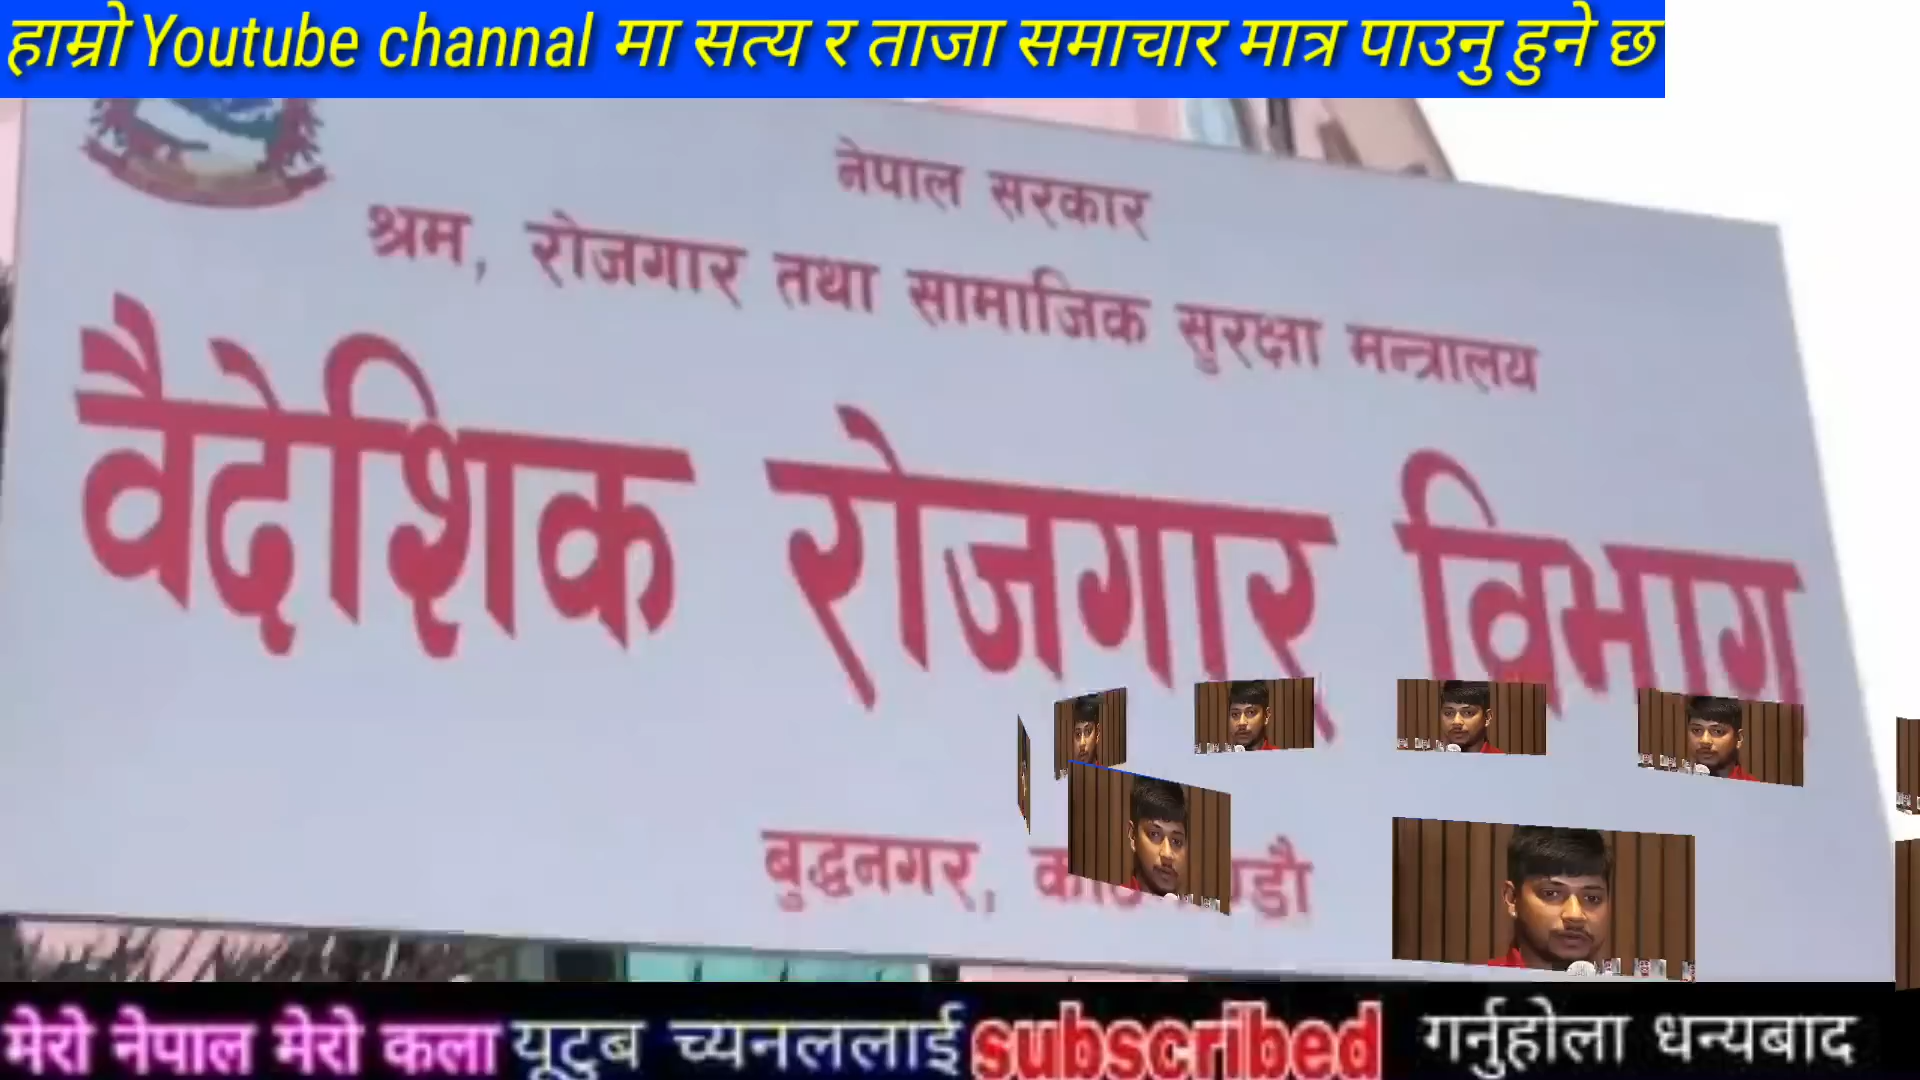 हाम्रो Youtube channal मा सत्य र ताजा समाचार मात्र पाउनु हुने छ
नेपाल सरकार
श्रम, रोजगार तथा सामाजिक सुरक्षा मन्त्रालय
वैदेशिक रोजगार विभाग
बुद्धनगर,
मेरो नेपाल मेरो कला यूटुब च्यनललाई subscribed गर्नुहोला धन्यबाद